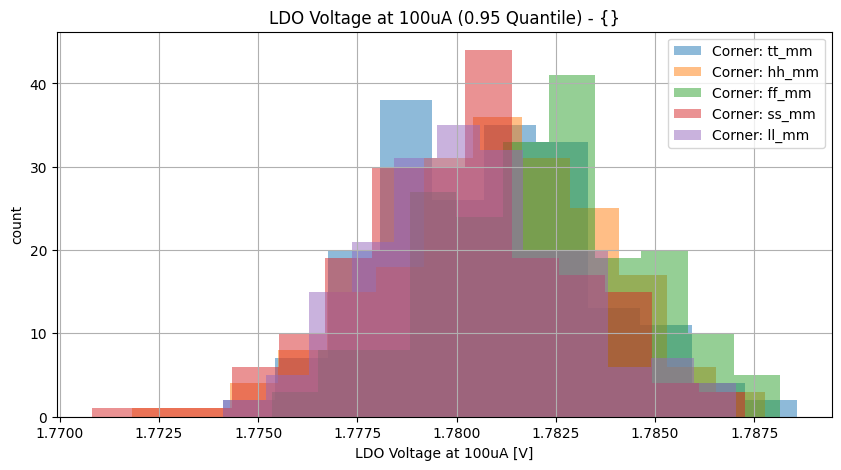 LDO Voltage at 100uA (0.95 Quantile) - {}
Corner: tt_mm
Corner: hh_mm
Corner: ff_mm
Corner: ss_mm
Corner: ll_mm
40
30
20
10
0
count
1.7700 1.7725 1.7750 1.7775 1.7800 1.7825 1.7850 1.7875
LDO Voltage at 100uA [V]